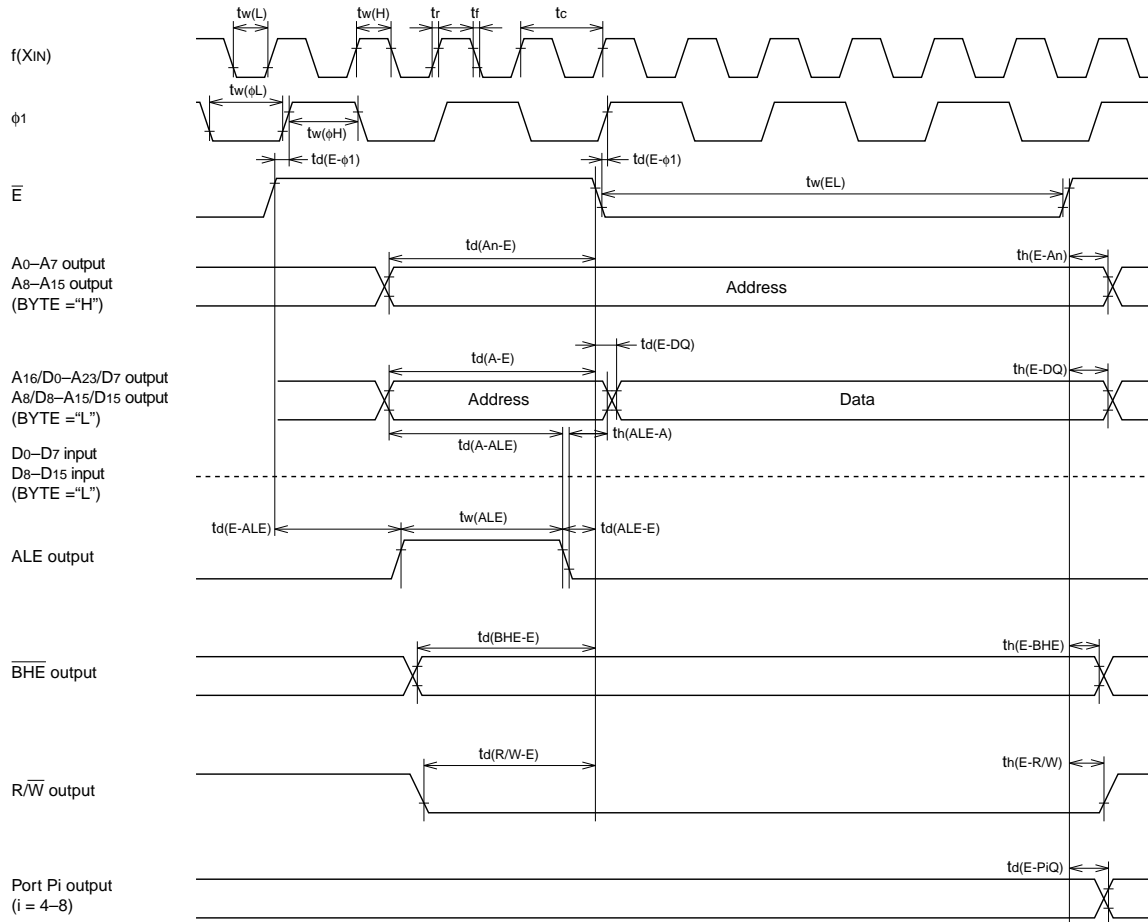 tw(L) tw(H) tr tf tc
f(XIN)
tw(ϕL)
ϕ1
tw(ϕH)
td(E-ϕ1) td(E-ϕ1)
E̅ tw(EL)
td(An-E) th(E-An)
A0–A7 output
A8–A15 output
(BYTE =“H”)
Address
td(E-DQ)
td(A-E) th(E-DQ)
A16/D0–A23/D7 output
A8/D8–A15/D15 output
(BYTE =“L”)
Address Data
td(A-ALE) th(ALE-A)
D0–D7 input
D8–D15 input
(BYTE =“L”)
td(E-ALE) tw(ALE) td(ALE-E)
ALE output
td(BHE-E) th(E-BHE)
B̅H̅E̅ output
td(R/W-E) th(E-R/W)
R/W̅ output
td(E-PiQ)
Port Pi output
(i = 4–8)